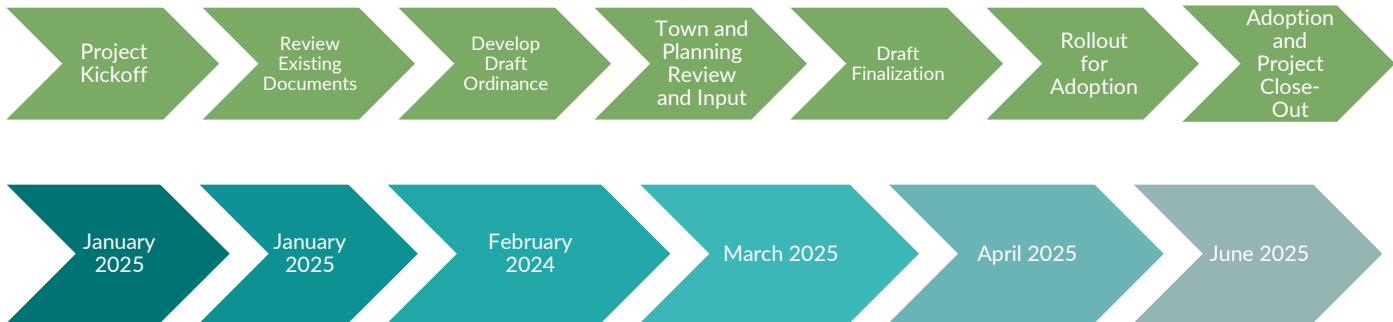 Project
Kickoff
Review
Existing
Documents
Develop
Draft
Ordinance
Town and
Planning
Review
and Input
Draft
Finalization
Rollout
for
Adoption
Adoption
and
Project
Close-
Out
January
2025
January
2025
February
2024
March 2025
April 2025
June 2025